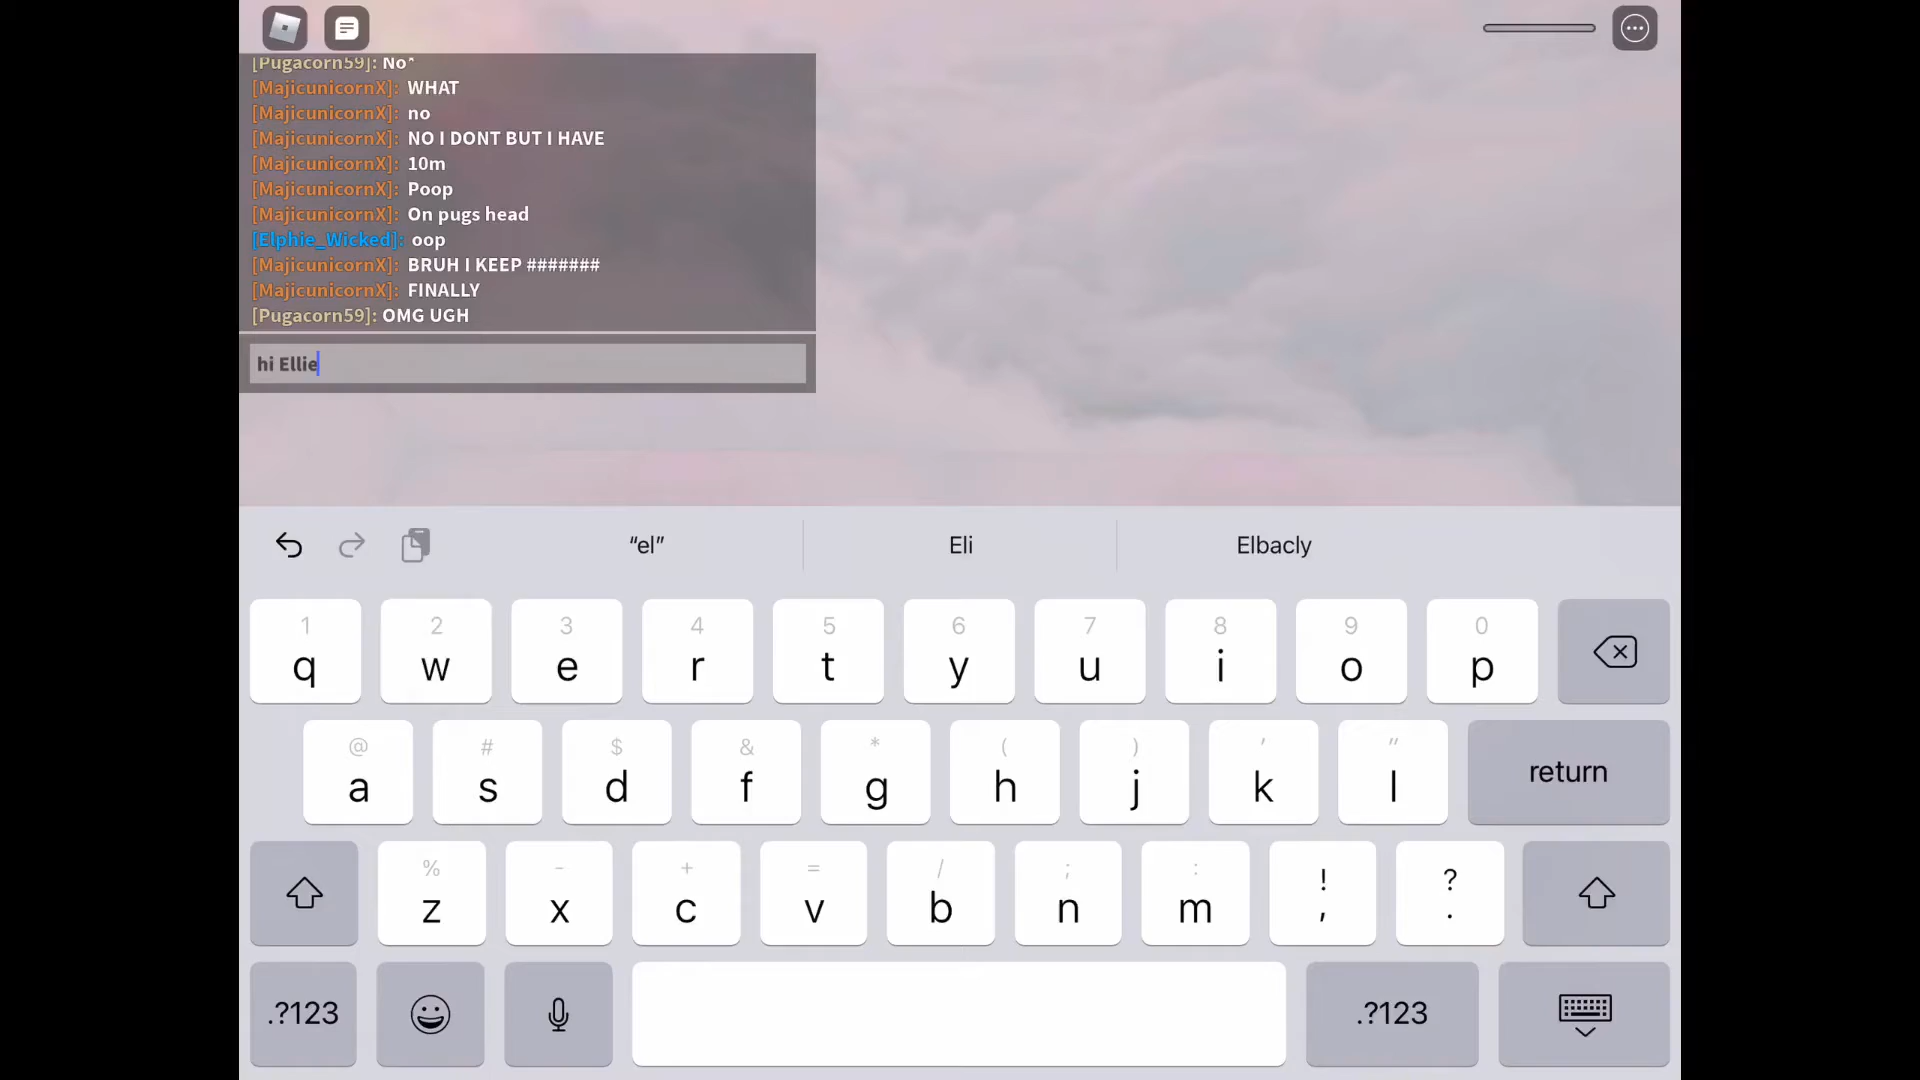 [Pugacorn59]: No*
[MajicunicornX]: WHAT
[MajicunicornX]: no
[MajicunicornX]: NO I DONT BUT I HAVE
[MajicunicornX]: 10m
[MajicunicornX]: Poop
[MajicunicornX]: On pugs head
[Elphie_Wicked]: oop
[MajicunicornX]: BRUH I KEEP #######
[MajicunicornX]: FINALLY
[Pugacorn59]: OMG UGH
hi Ellie
“el” Eli Elbacly
1 2 3 4 5 6 7 8 9 0
q w e r t y u i o p
@ # $ & * ( ) ' "
a s d f g h j k l return
% - + = / ; : ! ?
z x c v b n m , .
.?123 .?123